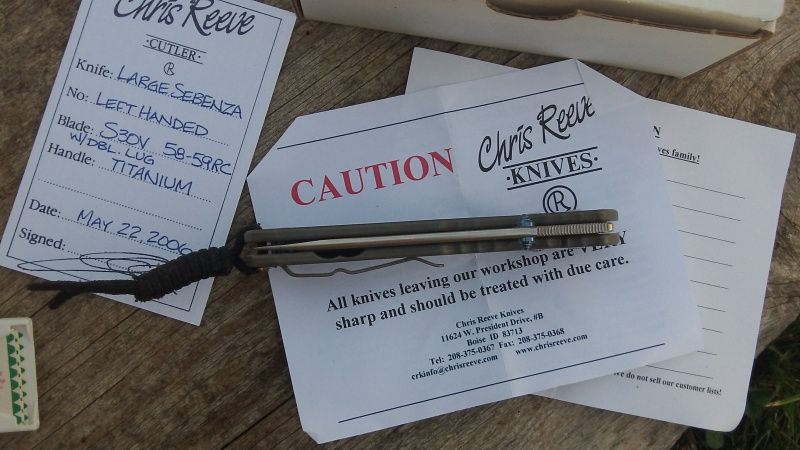 Chris Reeve
·CUTLER·
®
Knife: LARGE SEBENZA
No: LEFT HANDED
Blade: S30V 58-59RC
W/DBL. LUG
Handle: TITANIUM
Date: MAY 22, 2006
Signed:
CAUTION
Chris Reeve
·KNIVES·
®
All knives leaving our workshop are VERY
sharp and should be treated with due care.
Chris Reeve Knives
11624 W. President Drive, #B
Boise ID 83713
Tel: 208-375-0367 Fax: 208-375-0368
crkinfo@chrisreeve.com www.chrisreeve.com
N
ves family!
we do not sell our customer lists!